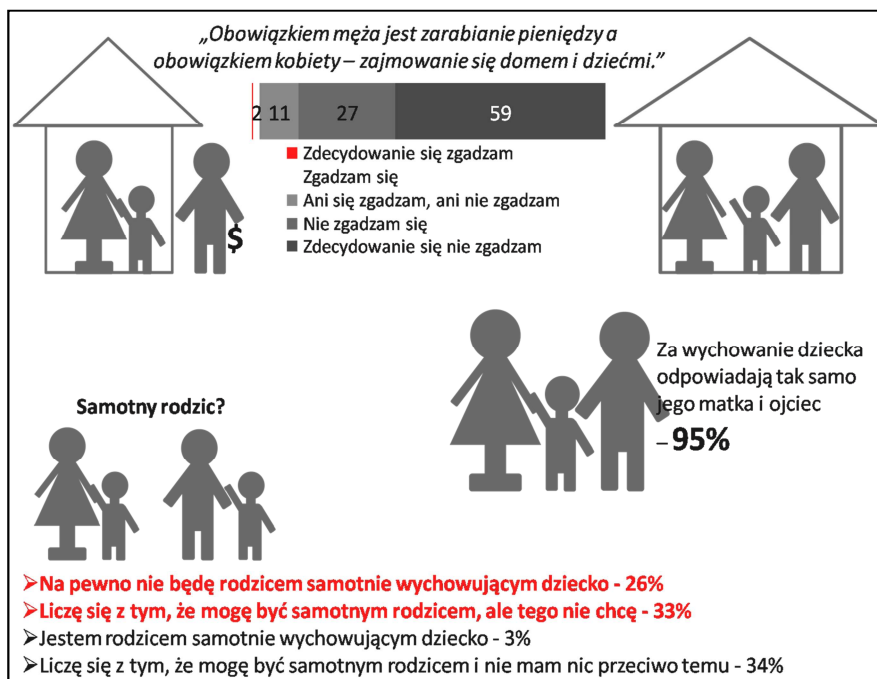 „Obowiązkiem męża jest zarabianie pieniędzy a
obowiązkiem kobiety – zajmowanie się domem i dziećmi.”
2 11 27 59
Zdecydowanie się zgadzam
Zgadzam się
Ani się zgadzam, ani nie zgadzam
Nie zgadzam się
Zdecydowanie się nie zgadzam
$
Za wychowanie dziecka
odpowiadają tak samo
jego matka i ojciec
– 95%
Samotny rodzic?
➢Na pewno nie będę rodzicem samotnie wychowującym dziecko - 26%
➢Liczę się z tym, że mogę być samotnym rodzicem, ale tego nie chcę - 33%
➢Jestem rodzicem samotnie wychowującym dziecko - 3%
➢Liczę się z tym, że mogę być samotnym rodzicem i nie mam nic przeciwo temu - 34%